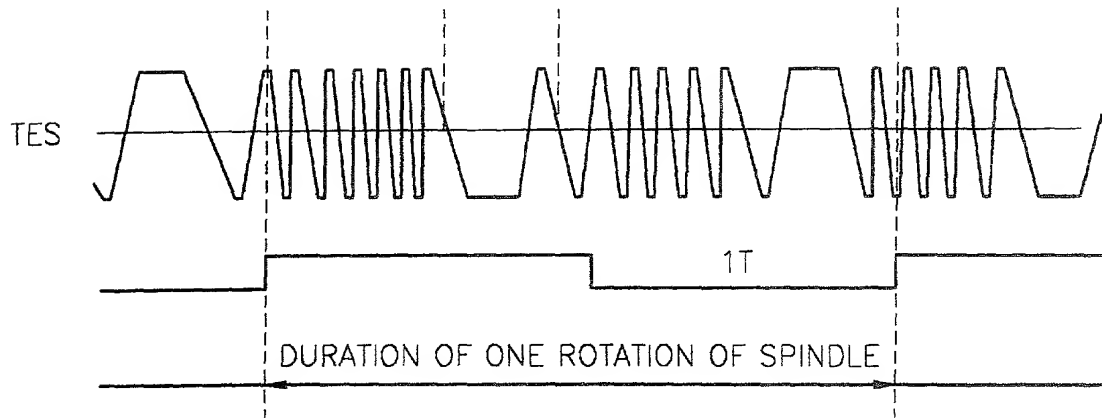 TES
1T
DURATION OF ONE ROTATION OF SPINDLE